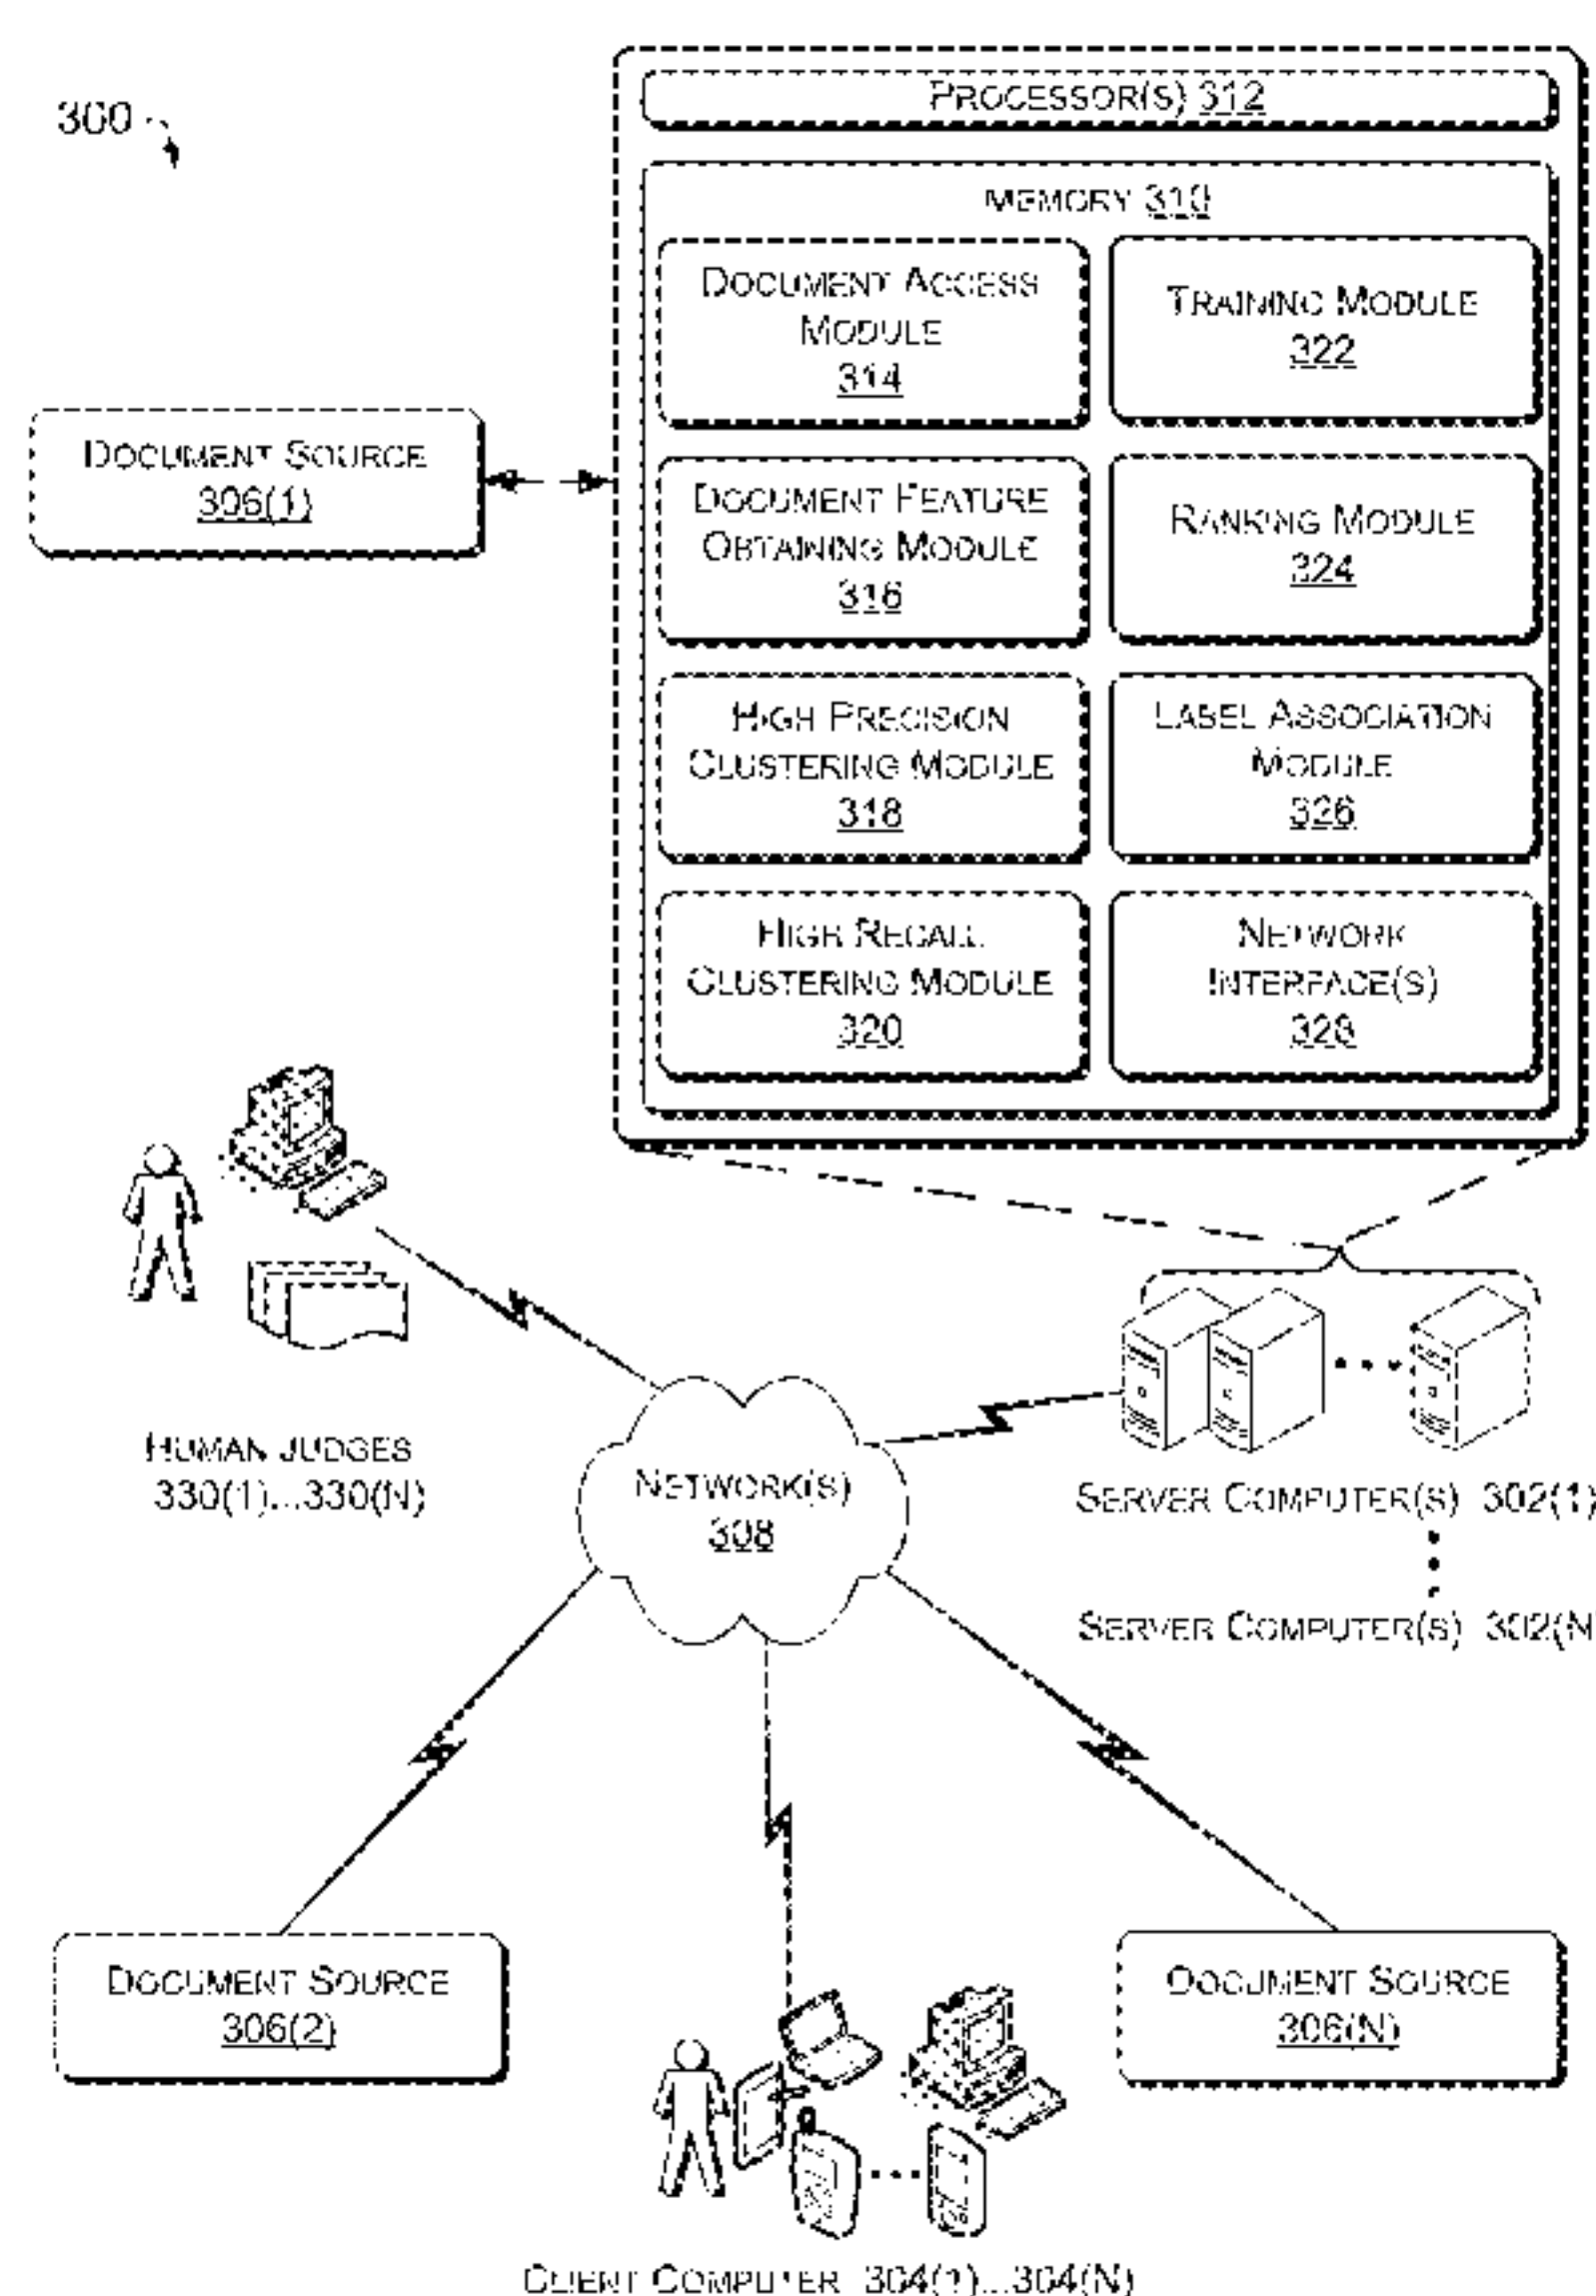 300
PROCESSOR(S) 312
MEMORY 310
DOCUMENT ACCESS
MODULE
314
TRAINING MODULE
322
DOCUMENT SOURCE
306(1)
DOCUMENT FEATURE
OBTAINING MODULE
316
RANKING MODULE
324
HIGH PRECISION
CLUSTERING MODULE
318
LABEL ASSOCIATION
MODULE
326
HIGH RECALL
CLUSTERING MODULE
320
NETWORK
INTERFACE(S)
328
HUMAN JUDGES
330(1)...330(N)
NETWORK(S)
308
SERVER COMPUTER(S) 302(1)
SERVER COMPUTER(S) 302(N
DOCUMENT SOURCE
306(2)
DOCUMENT SOURCE
306(N)
CLIENT COMPUTER 304(1)...304(N)